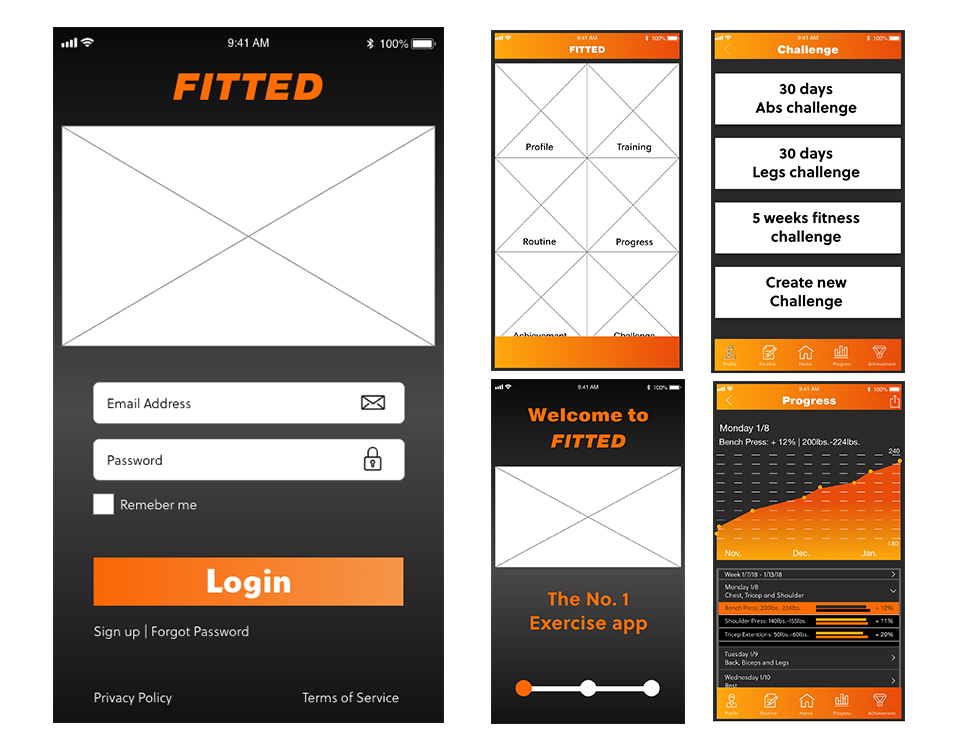 9:41 AM
100%
FITTED
Email Address
Password
Remeber me
Login
Sign up | Forgot Password
Privacy Policy
Terms of Service
9:41 AM
100%
FITTED
Profile
Training
Routine
Progress
Achievement
Challenge
9:41 AM
100%
Challenge
30 days
Abs challenge
30 days
Legs challenge
5 weeks fitness
challenge
Create new
Challenge
Profile
Routine
Home
Progress
Achievement
9:41 AM
100%
Welcome to
FITTED
The No. 1
Exercise app
9:41 AM
100%
Progress
Monday 1/8
Bench Press: + 12% | 200lbs.-224lbs.
240
180
Nov.
Dec.
Jan.
Week 1/7/18 - 1/13/18
Monday 1/8
Chest, Tricep and Shoulder
Bench Press: 200lbs.-224lbs.
+ 12%
Shoulder Press: 140lbs.-155lbs.
+ 11%
Tricep Extentions: 50lbs.-60lbs.
+ 20%
Tuesday 1/9
Back, Biceps and Legs
Wednesday 1/10
Rest
Profile
Routine
Home
Progress
Achievement